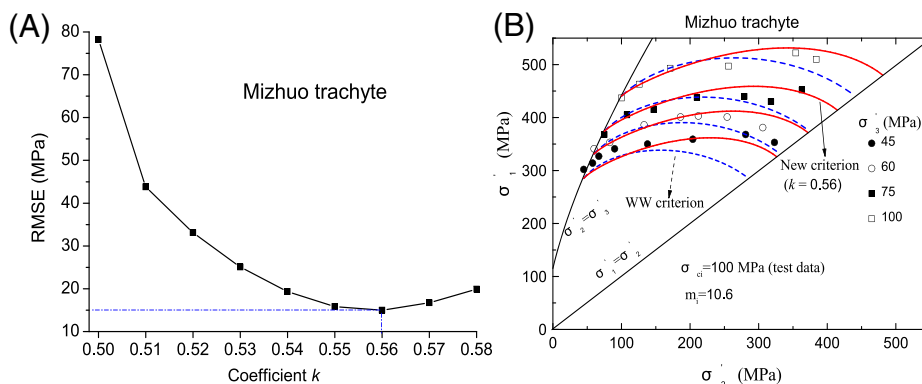 (A)
80
70
60
50
40
30
20
10
RMSE (MPa)
Mizhuo trachyte
0.50 0.51 0.52 0.53 0.54 0.55 0.56 0.57 0.58
Coefficient k
(B)
Mizhuo trachyte
500
400
300
200
100
0
σ'₁ (MPa)
σ'₃ (MPa)
45
60
75
100
New criterion
(k = 0.56)
WW criterion
σ'₂=σ'₃
σ'₁=σ'₂
σci=100 MPa (test data)
mi=10.6
0 100 200 300 400 500
σ'₂ (MPa)